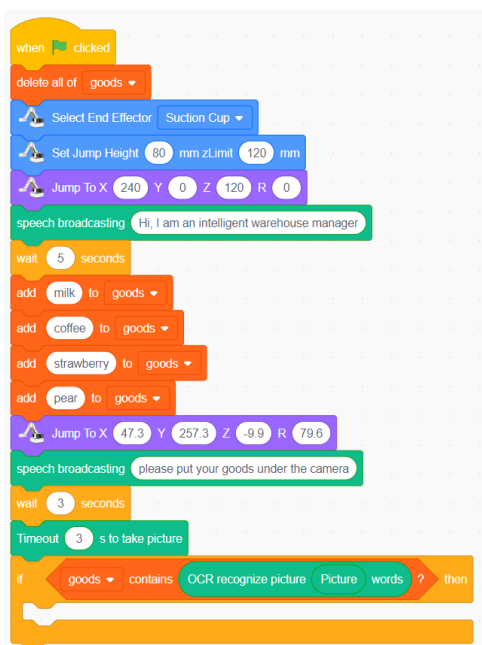 when clicked
delete all of goods
Select End Effector Suction Cup
Set Jump Height 80 mm zLimit 120 mm
Jump To X 240 Y 0 Z 120 R 0
speech broadcasting Hi, I am an intelligent warehouse manager
wait 5 seconds
add milk to goods
add coffee to goods
add strawberry to goods
add pear to goods
Jump To X 47.3 Y 257.3 Z -9.9 R 79.6
speech broadcasting please put your goods under the camera
wait 3 seconds
Timeout 3 s to take picture
if goods contains OCR recognize picture Picture words ? then